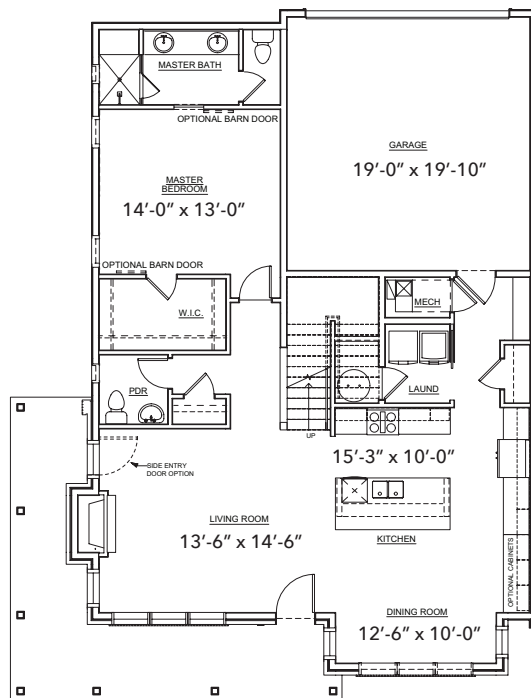 MASTER BATH
OPTIONAL BARN DOOR
GARAGE
19'-0" x 19'-10"
MASTER
BEDROOM
14'-0" x 13'-0"
OPTIONAL BARN DOOR
W.I.C.
MECH
PDR
LAUND
UP
SIDE ENTRY
DOOR OPTION
15'-3" x 10'-0"
KITCHEN
LIVING ROOM
13'-6" x 14'-6"
OPTIONAL CABINETS
DINING ROOM
12'-6" x 10'-0"